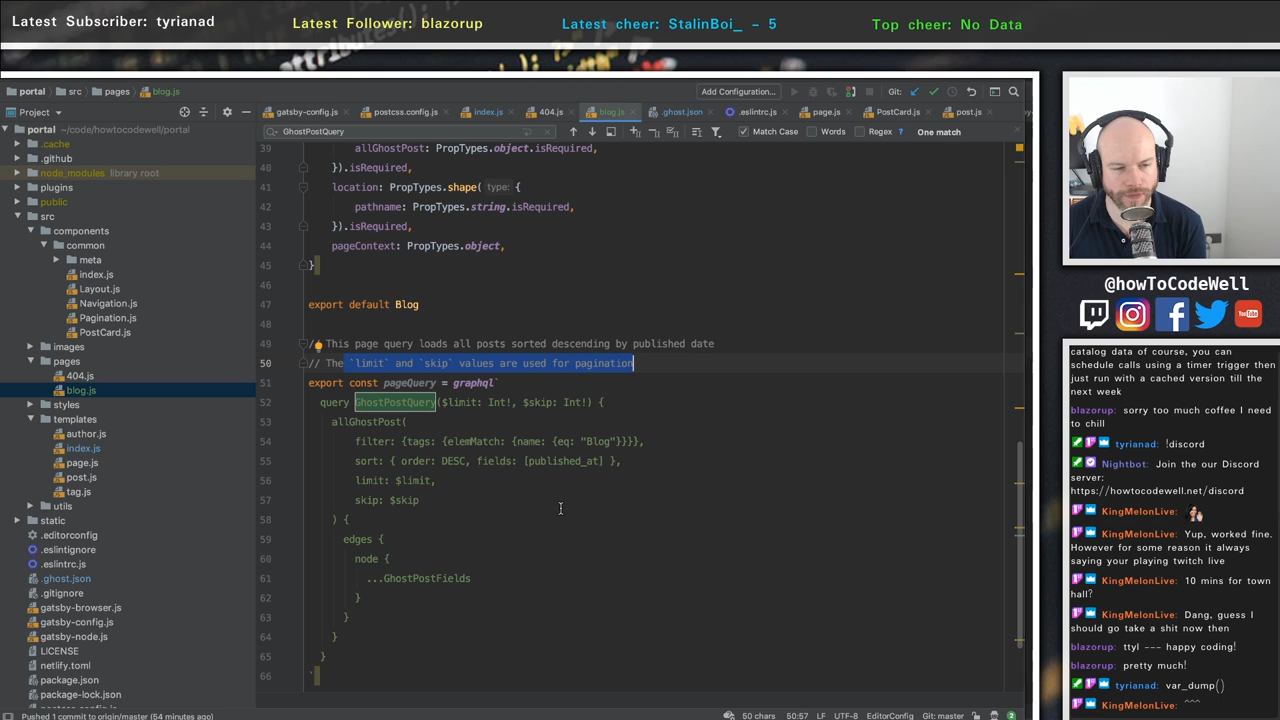 Latest Subscriber: tyrianad
Latest Follower: blazorup
Latest cheer: StalinBoi_ - 5
Top cheer: No Data
portal
src
pages
blog.js
Add Configuration...
Git:
Project
gatsby-config.js
postcss.config.js
index.js
404.js
blog.js
.ghost.json
.eslintrc.js
page.js
PostCard.js
post.js
GhostPostQuery
Match Case
Words
Regex
?
One match
portal ~/code/howtocodewell/portal
.cache
.github
node_modules library root
plugins
public
src
components
common
meta
index.js
Layout.js
Navigation.js
Pagination.js
PostCard.js
images
pages
404.js
blog.js
styles
templates
author.js
index.js
page.js
post.js
tag.js
utils
static
.editorconfig
.eslintignore
.eslintrc.js
.ghost.json
.gitignore
gatsby-browser.js
gatsby-config.js
gatsby-node.js
LICENSE
netlify.toml
package.json
package-lock.json
39 allGhostPost: PropTypes.object.isRequired,
40 }).isRequired,
41 location: PropTypes.shape( type: {
42 pathname: PropTypes.string.isRequired,
43 }).isRequired,
44 pageContext: PropTypes.object,
45 }
46
47 export default Blog
48
49 / This page query loads all posts sorted descending by published date
50 // The `limit` and `skip` values are used for pagination
51 export const pageQuery = graphql`
52 query GhostPostQuery($limit: Int!, $skip: Int!) {
53 allGhostPost(
54 filter: {tags: {elemMatch: {name: {eq: "Blog"}}}},
55 sort: { order: DESC, fields: [published_at] },
56 limit: $limit,
57 skip: $skip
58 ) {
59 edges {
60 node {
61 ...GhostPostFields
62 }
63 }
64 }
65 }
66 `
Pushed 1 commit to origin/master (54 minutes ago)
50 chars
50:57
LF
UTF-8
EditorConfig
Git: master
2
@howToCodeWell
YouTube
catalog data of course, you can
schedule calls using a timer trigger then
just run with a cached version till the
next week
blazorup: sorry too much coffee I need
to chill
tyrianad: !discord
Nightbot: Join the our Discord
server:
https://howtocodewell.net/discord
KingMelonLive:
KingMelonLive: Yup, worked fine.
However for some reason it always
saying your playing twitch live
KingMelonLive: 10 mins for town
hall?
KingMelonLive: Dang, guess I
should go take a shit now then
blazorup: ttyl --- happy coding!
blazorup: pretty much!
tyrianad: var_dump()
KingMelonLive: ^^^